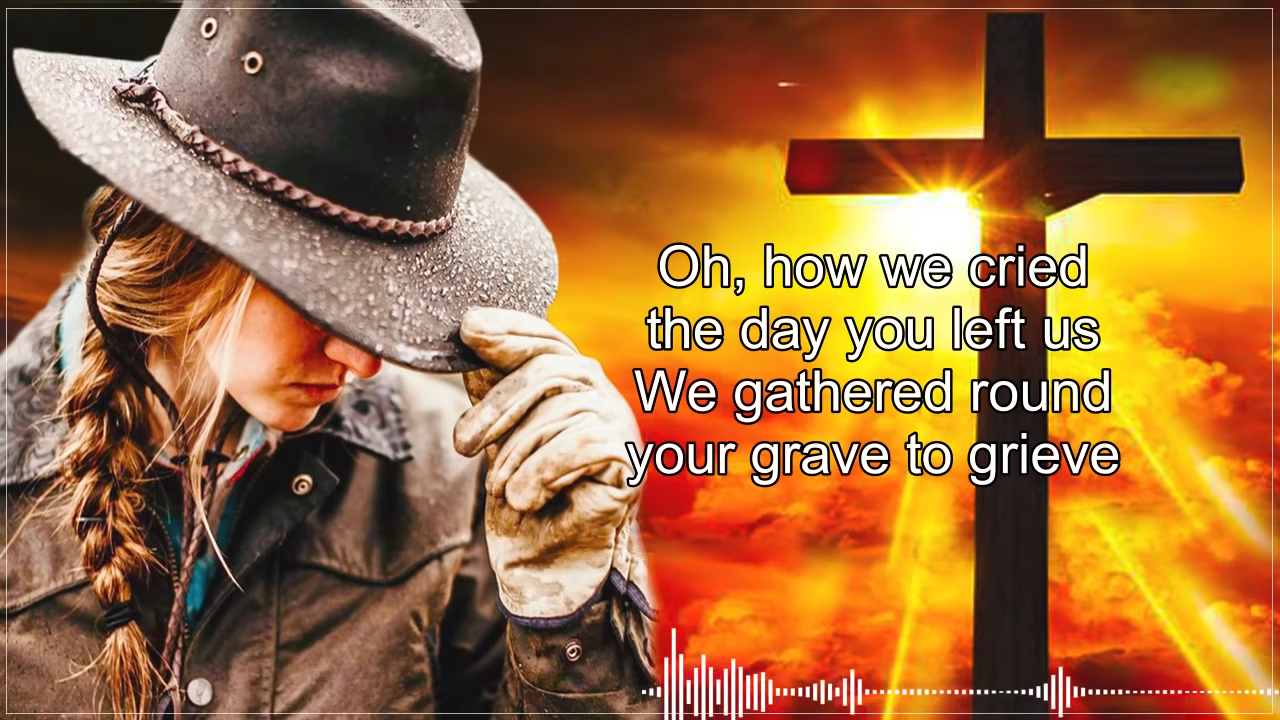 Oh, how we cried
the day you left us
We gathered round
your grave to grieve